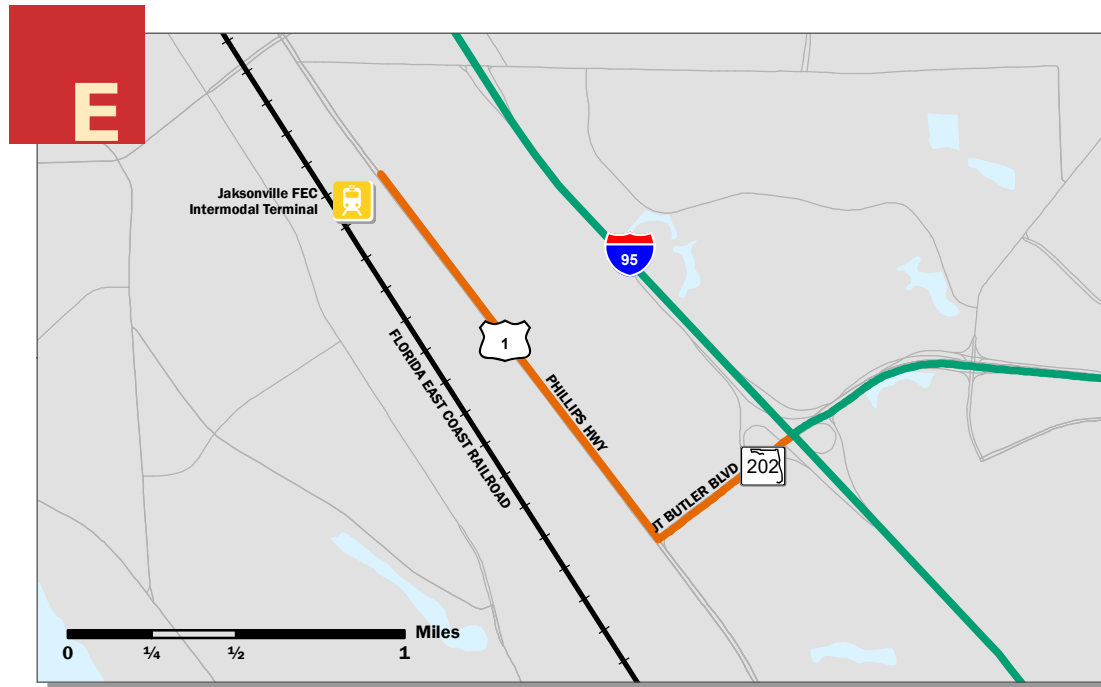 E
Jaksonville FEC
Intermodal Terminal
95
1
FLORIDA EAST COAST RAILROAD
PHILLIPS HWY
JT BUTLER BLVD
202
Miles
0 ¼ ½ 1